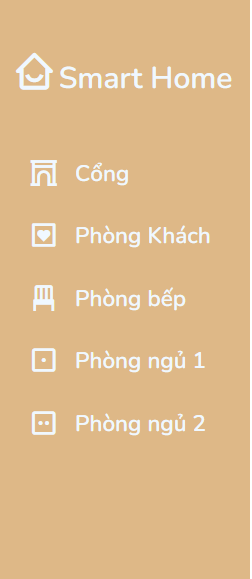 Smart Home
Cổng
Phòng Khách
Phòng bếp
Phòng ngủ 1
Phòng ngủ 2